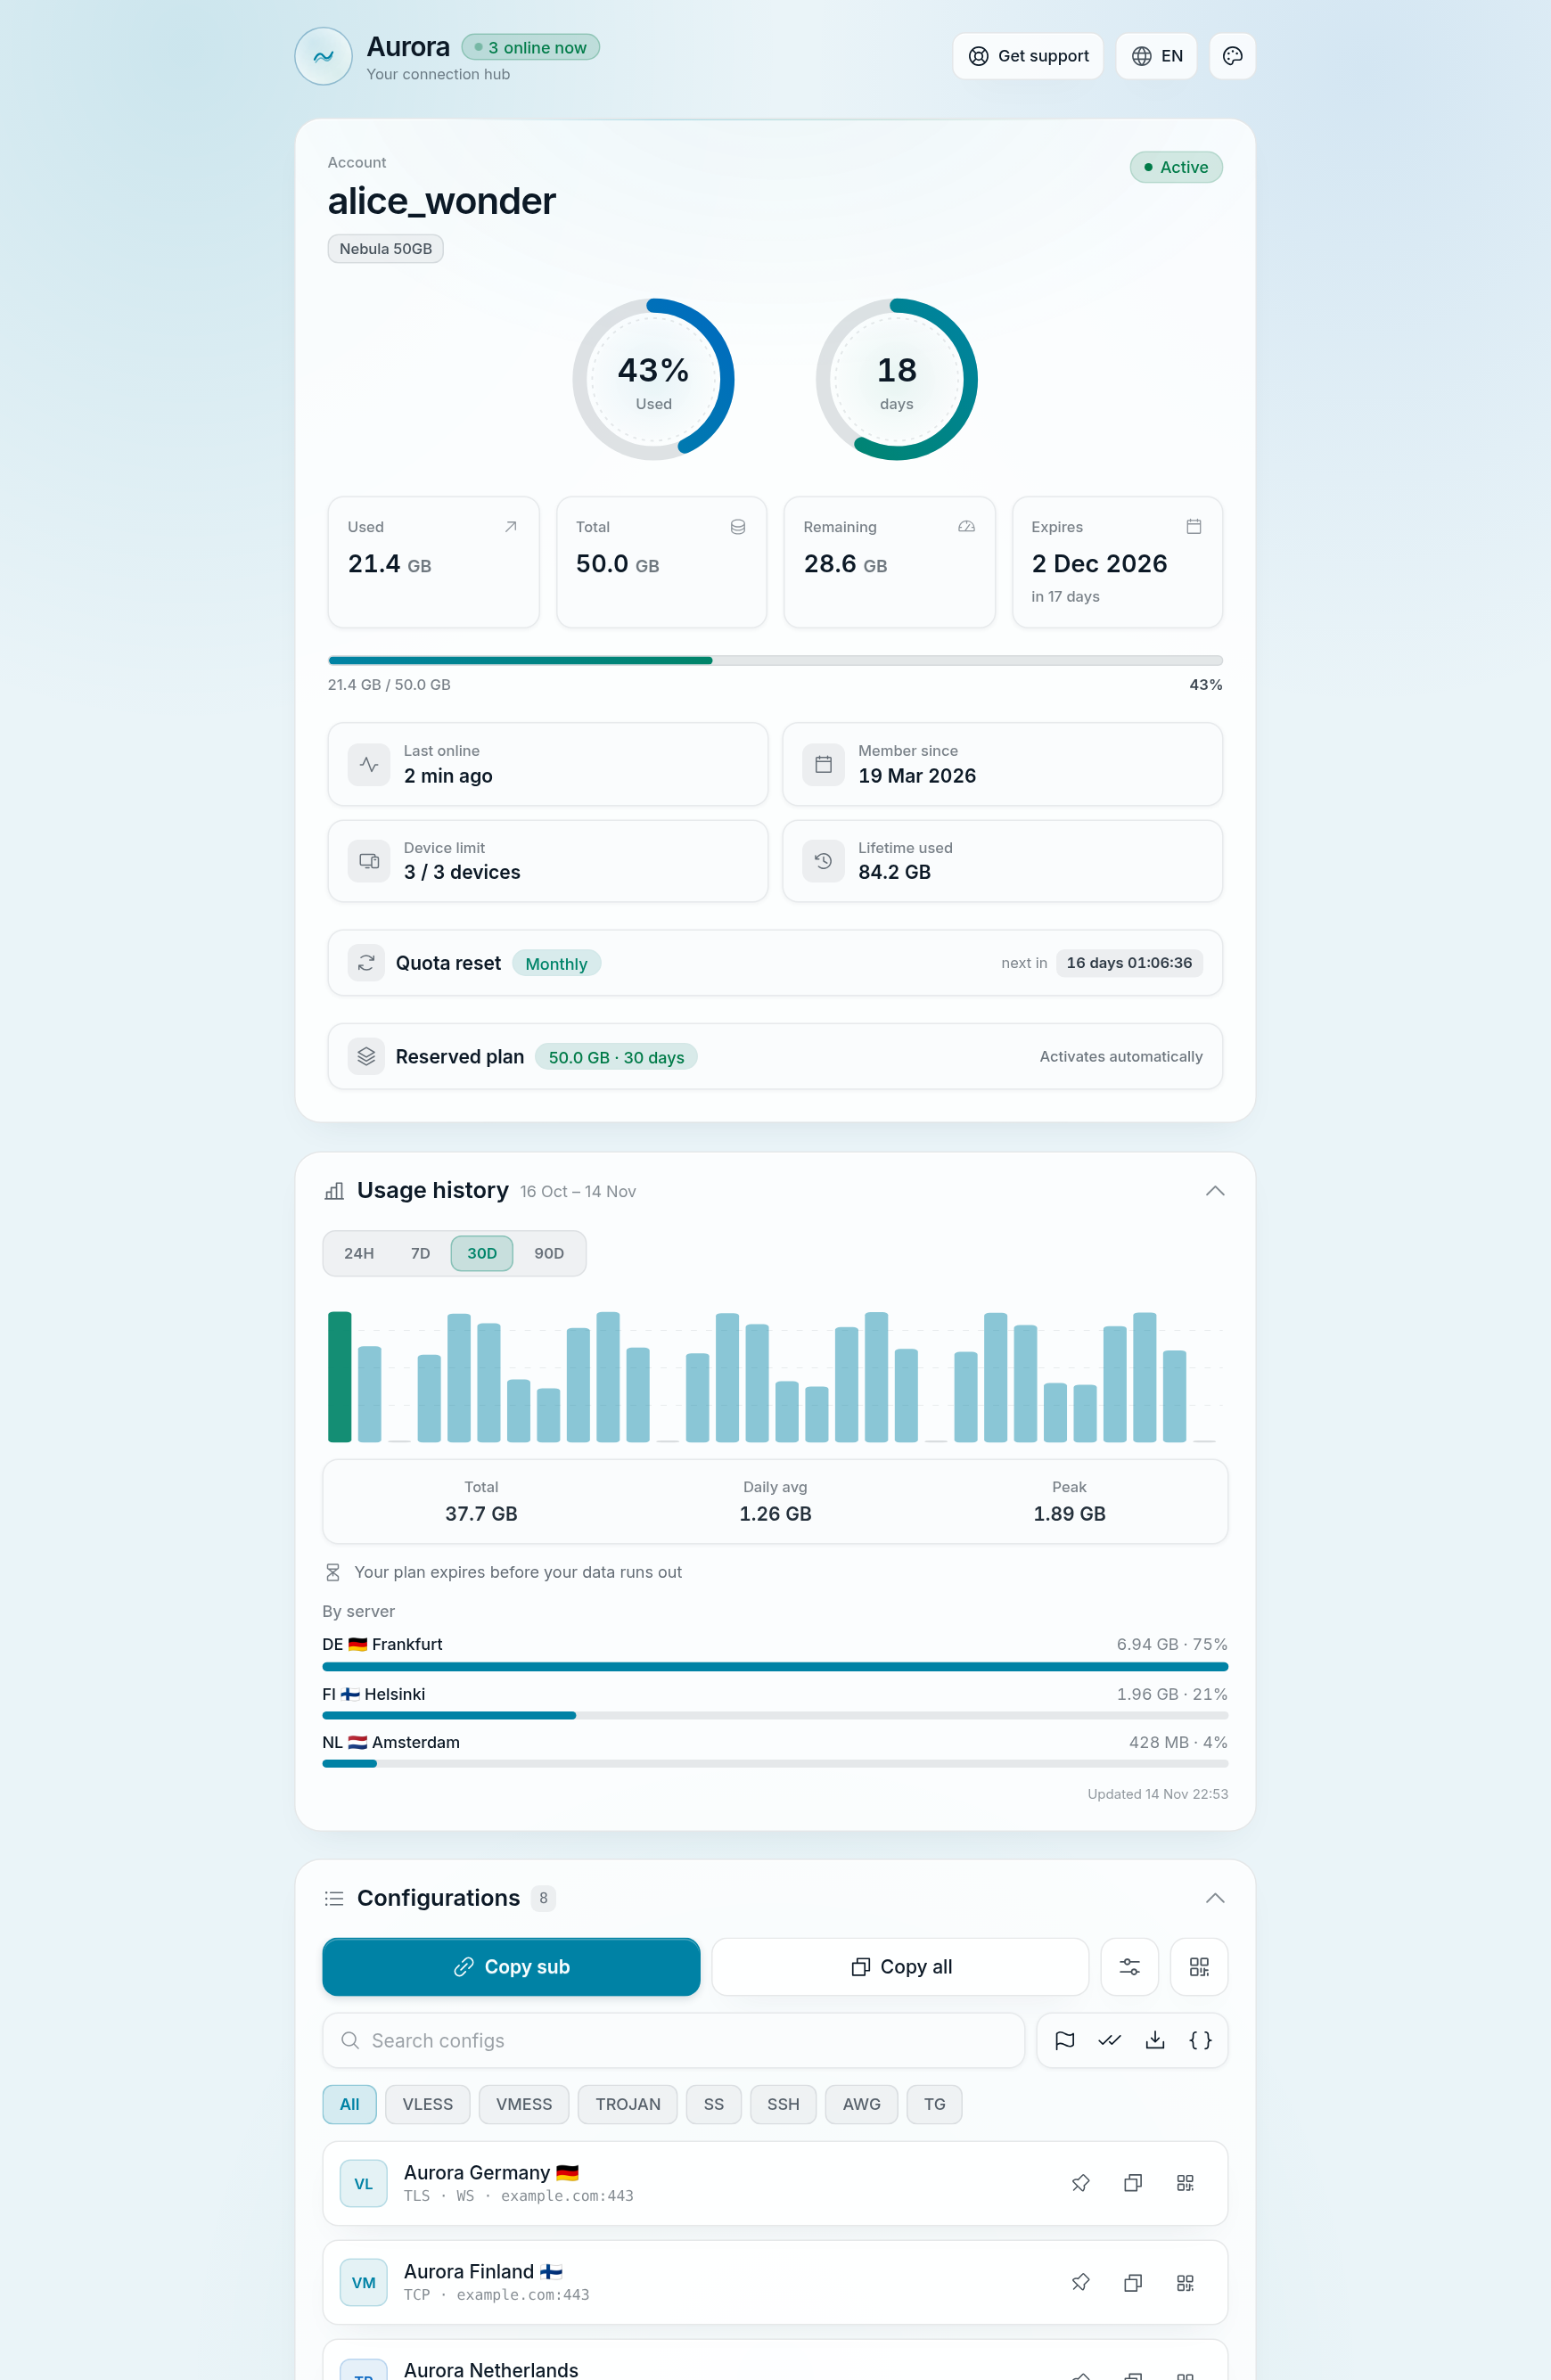 Aurora
3 online now
Your connection hub
Get support
EN
Account
Active
alice_wonder
Nebula 50GB
43%
Used
18
days
Used
21.4 GB
Total
50.0 GB
Remaining
28.6 GB
Expires
2 Dec 2026
in 17 days
21.4 GB / 50.0 GB
43%
Last online
2 min ago
Member since
19 Mar 2026
Device limit
3 / 3 devices
Lifetime used
84.2 GB
Quota reset
Monthly
next in
16 days 01:06:36
Reserved plan
50.0 GB · 30 days
Activates automatically
Usage history
16 Oct – 14 Nov
24H
7D
30D
90D
Total
37.7 GB
Daily avg
1.26 GB
Peak
1.89 GB
Your plan expires before your data runs out
By server
DE 🇩🇪 Frankfurt
6.94 GB · 75%
FI 🇫🇮 Helsinki
1.96 GB · 21%
NL 🇳🇱 Amsterdam
428 MB · 4%
Updated 14 Nov 22:53
Configurations
8
Copy sub
Copy all
Search configs
All
VLESS
VMESS
TROJAN
SS
SSH
AWG
TG
VL
Aurora Germany 🇩🇪
TLS · WS · example.com:443
VM
Aurora Finland 🇫🇮
TCP · example.com:443
Aurora Netherlands